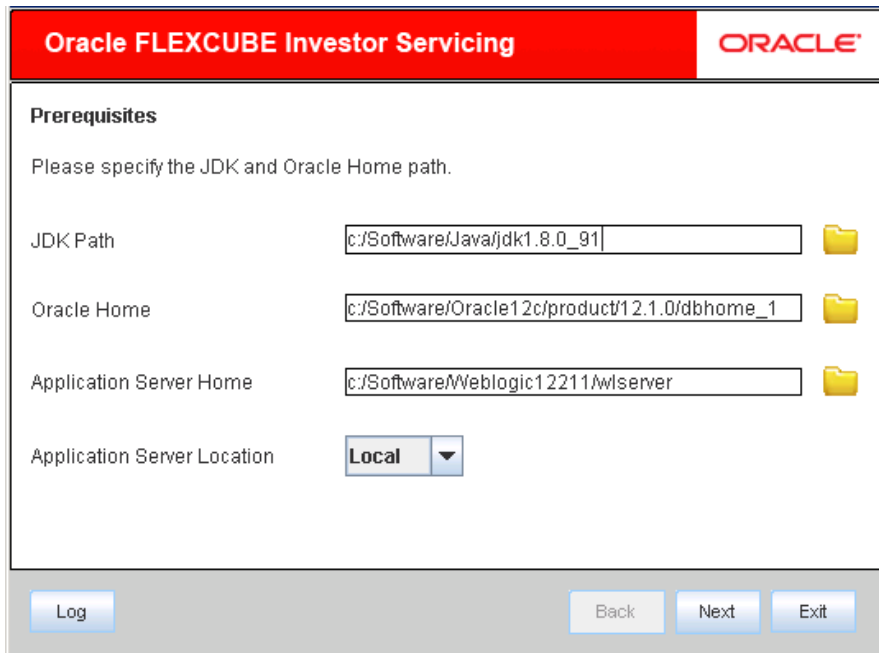 Oracle FLEXCUBE Investor Servicing
ORACLE
Prerequisites
Please specify the JDK and Oracle Home path.
JDK Path
c:/Software/Java/jdk1.8.0_91
Oracle Home
c:/Software/Oracle12c/product/12.1.0/dbhome_1
Application Server Home
c:/Software/Weblogic12211/wlserver
Application Server Location
Local
Log
Back
Next
Exit